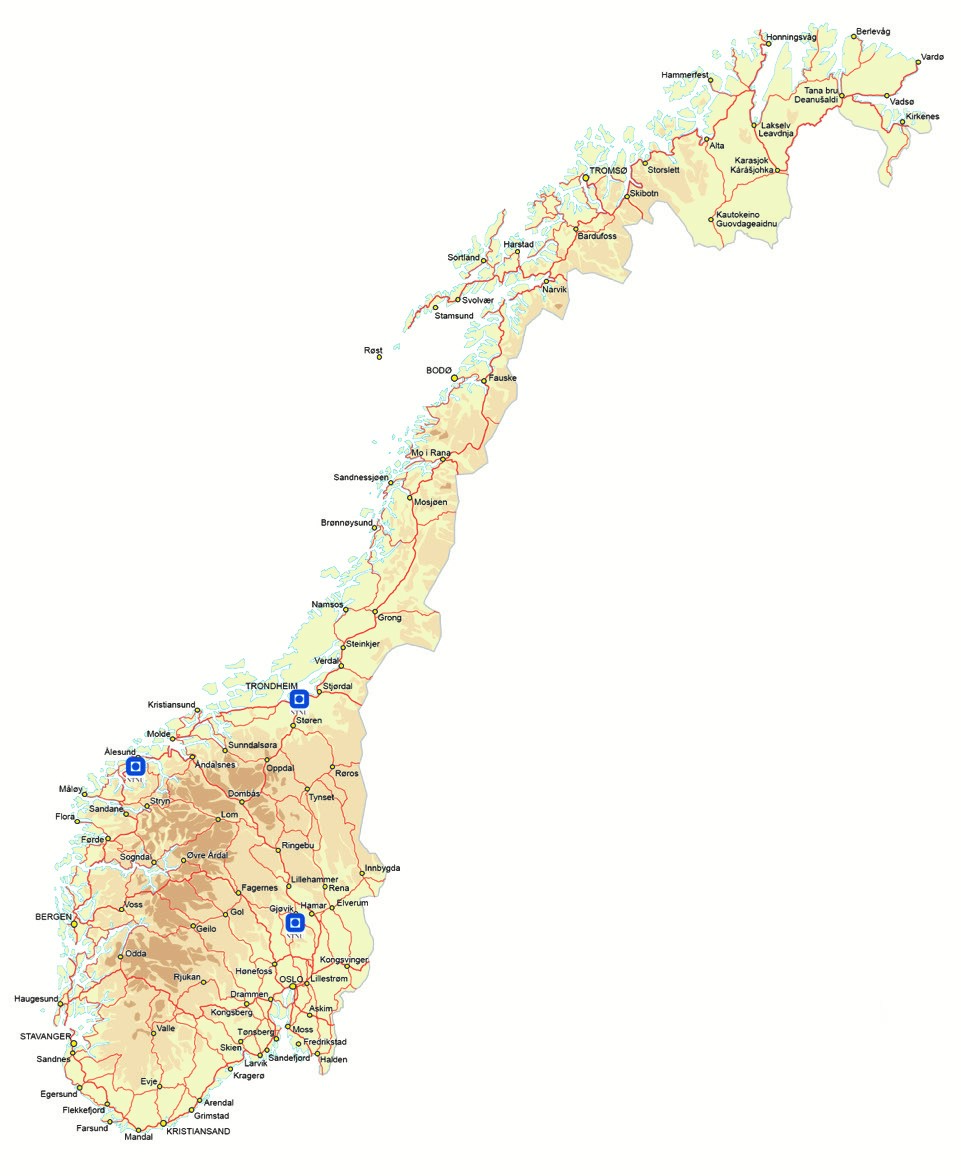 Honningsvåg
Berlevåg
Vardø
Hammerfest
Tana bru
Deanušaldi
Vadsø
Kirkenes
Lakselv
Leavdnja
Alta
Karasjok
Kárášjohka
TROMSØ
Storslett
Skibotn
Kautokeino
Guovdageaidnu
Bardufoss
Harstad
Sortland
Narvik
Svolvær
Stamsund
Røst
BODØ
Fauske
Mo i Rana
Sandnessjøen
Mosjøen
Brønnøysund
Namsos
Grong
Steinkjer
Verdal
TRONDHEIM
Stjørdal
NTNU
Kristiansund
Støren
Molde
Sunndalsøra
Ålesund
Åndalsnes
Oppdal
Røros
NTNU
Måløy
Stryn
Dombås
Tynset
Sandane
Flora
Lom
Førde
Ringebu
Sogndal
Øvre Årdal
Innbygda
Lillehammer
Rena
Fagernes
Voss
Gjøvik
Hamar
Elverum
BERGEN
Gol
NTNU
Geilo
Odda
Kongsvinger
Hønefoss
Rjukan
OSLO
Lillestrøm
Haugesund
Drammen
Kongsberg
Askim
STAVANGER
Valle
Tønsberg
Moss
Sandnes
Skien
Fredrikstad
Larvik
Sandefjord
Halden
Kragerø
Evje
Egersund
Arendal
Flekkefjord
Grimstad
Farsund
KRISTIANSAND
Mandal